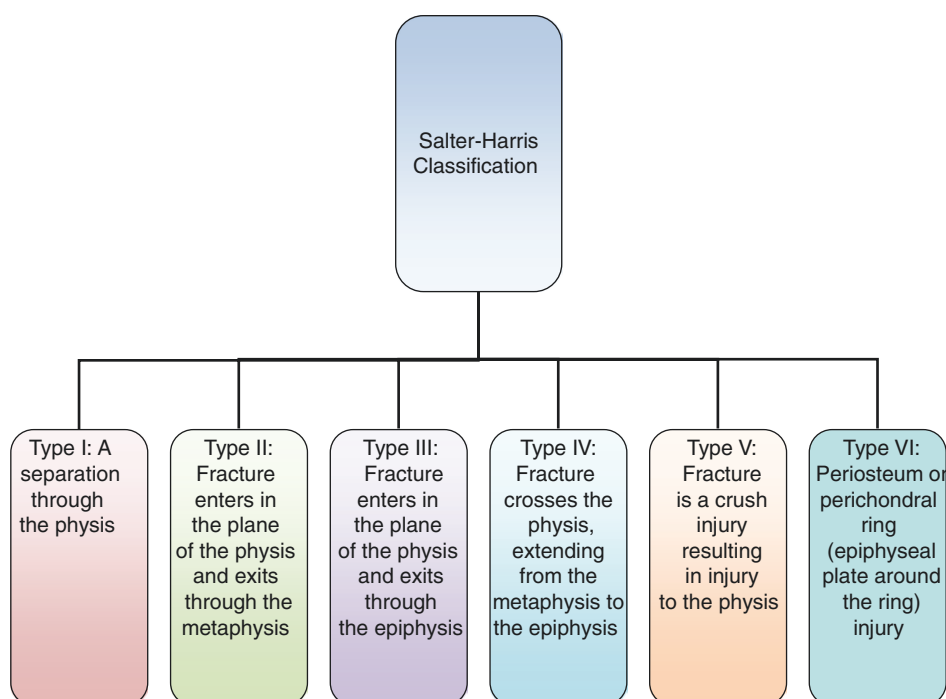 Salter-Harris
Classification
Type I: A
separation
through
the physis
Type II:
Fracture
enters in
the plane
of the physis
and exits
through the
metaphysis
Type III:
Fracture
enters in
the plane
of the physis
and exits
through
the epiphysis
Type IV:
Fracture
crosses the
physis,
extending
from the
metaphysis to
the epiphysis
Type V:
Fracture
is a crush
injury
resulting
in injury
to the physis
Type VI:
Periosteum or
perichondral
ring
(epiphyseal
plate around
the ring)
injury